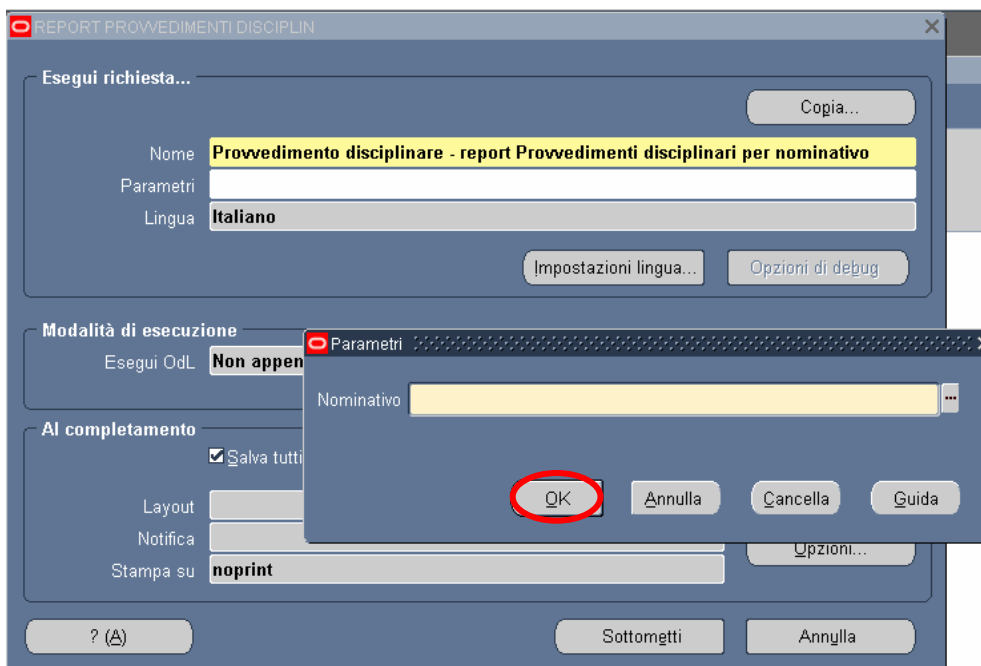 REPORT PROVVEDIMENTI DISCIPLIN
Esegui richiesta...
Copia...
Nome Provvedimento disciplinare - report Provvedimenti disciplinari per nominativo
Parametri
Lingua Italiano
Impostazioni lingua... Opzioni di debug
Modalità di esecuzione
Esegui OdL Non appen
Parametri
Nominativo ...
OK Annulla Cancella Guida
Al completamento
Salva tutti
Layout
Notifica
Opzioni...
Stampa su noprint
? (A) Sottometti Annulla